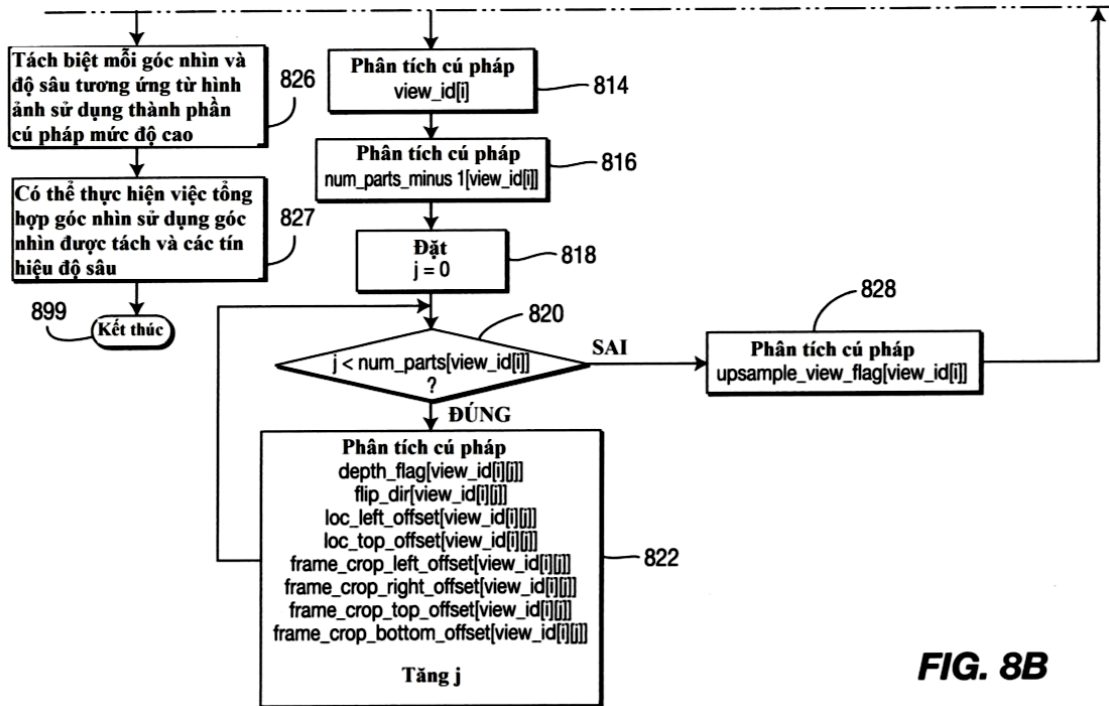 Tách biệt mỗi góc nhìn và
độ sâu tương ứng từ hình
ảnh sử dụng thành phần
cú pháp mức độ cao
826
Có thể thực hiện việc tổng
hợp góc nhìn sử dụng góc
nhìn được tách và các tín
hiệu độ sâu
827
899
Kết thúc
Phân tích cú pháp
view_id[i]
814
Phân tích cú pháp
num_parts_minus 1[view_id[i]]
816
Đặt
j = 0
818
820
j < num_parts[view_id[i]]
?
SAI
ĐÚNG
828
Phân tích cú pháp
upsample_view_flag[view_id[i]]
Phân tích cú pháp
depth_flag[view_id[i][j]]
flip_dir[view_id[i][j]]
loc_left_offset[view_id[i][j]]
loc_top_offset[view_id[i][j]]
frame_crop_left_offset[view_id[i][j]]
frame_crop_right_offset[view_id[i][j]]
frame_crop_top_offset[view_id[i][j]]
frame_crop_bottom_offset[view_id[i][j]]
Tăng j
822
FIG. 8B